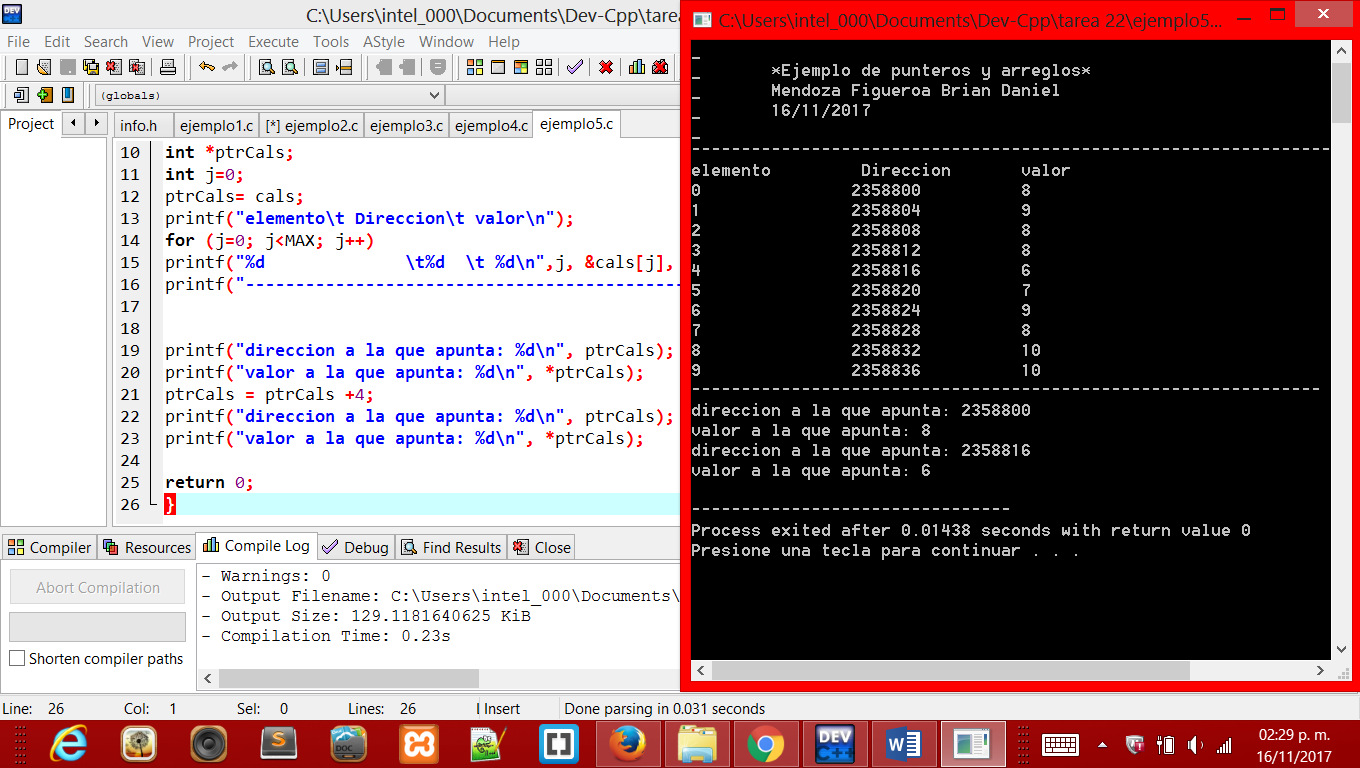 C:\Users\intel_000\Documents\Dev-Cpp\tarea
File Edit Search View Project Execute Tools AStyle Window Help
(globals)
Project
info.h ejemplo1.c [*] ejemplo2.c ejemplo3.c ejemplo4.c ejemplo5.c
10 int *ptrCals;
11 int j=0;
12 ptrCals= cals;
13 printf("elemento\t Direccion\t valor\n");
14 for (j=0; j<MAX; j++)
15 printf("%d              \t%d  \t %d\n",j, &cals[j],
16 printf("--------------------------------------------
17
18
19 printf("direccion a la que apunta: %d\n", ptrCals);
20 printf("valor a la que apunta: %d\n", *ptrCals);
21 ptrCals = ptrCals +4;
22 printf("direccion a la que apunta: %d\n", ptrCals);
23 printf("valor a la que apunta: %d\n", *ptrCals);
24
25 return 0;
26 }
Compiler Resources Compile Log Debug Find Results Close
Abort Compilation
Shorten compiler paths
- Warnings: 0
- Output Filename: C:\Users\intel_000\Documents\
- Output Size: 129.1181640625 KiB
- Compilation Time: 0.23s
Line: 26 Col: 1 Sel: 0 Lines: 26 Insert Done parsing in 0.031 seconds
C:\Users\intel_000\Documents\Dev-Cpp\tarea 22\ejemplo5...
*Ejemplo de punteros y arreglos*
Mendoza Figueroa Brian Daniel
16/11/2017
----------------------------------------------------------------
elemento Direccion valor
0 2358800 8
1 2358804 9
2 2358808 8
3 2358812 8
4 2358816 6
5 2358820 7
6 2358824 9
7 2358828 8
8 2358832 10
9 2358836 10
---------------------------------------------------------------
direccion a la que apunta: 2358800
valor a la que apunta: 8
direccion a la que apunta: 2358816
valor a la que apunta: 6
--------------------------------
Process exited after 0.01438 seconds with return value 0
Presione una tecla para continuar . . .
DEV
DOC
DEV C++
02:29 p. m.
16/11/2017